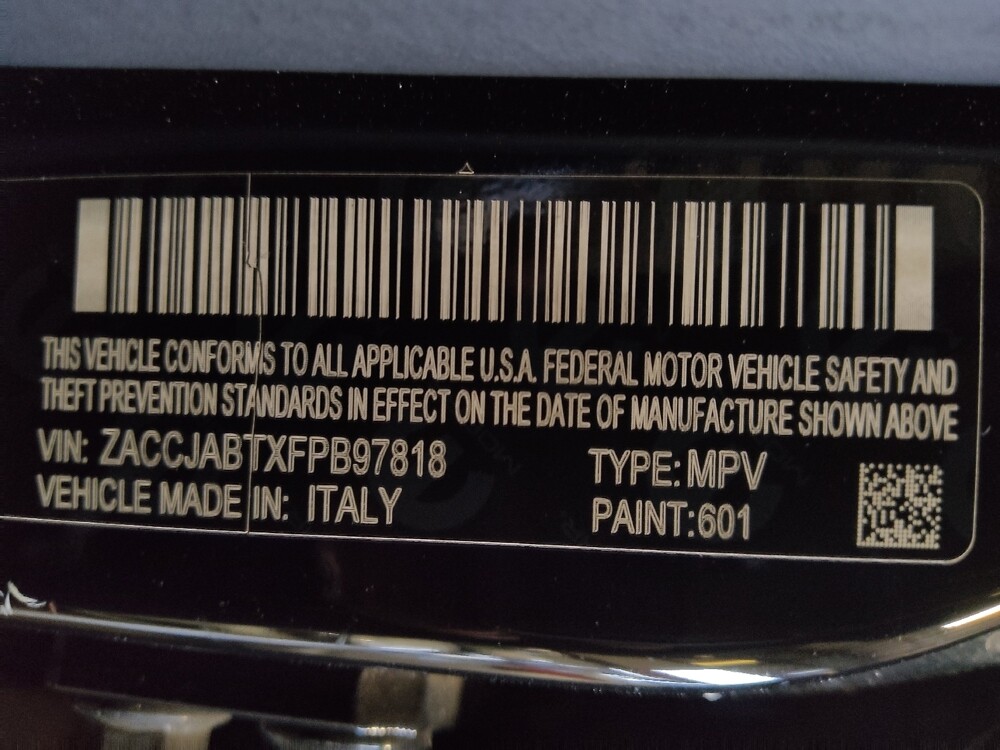 THIS VEHICLE CONFORMS TO ALL APPLICABLE U.S.A. FEDERAL MOTOR VEHICLE SAFETY AND
THEFT PREVENTION STANDARDS IN EFFECT ON THE DATE OF MANUFACTURE SHOWN ABOVE
VIN: ZACCJABTXFPB97818 TYPE: MPV
VEHICLE MADE IN: ITALY PAINT:601